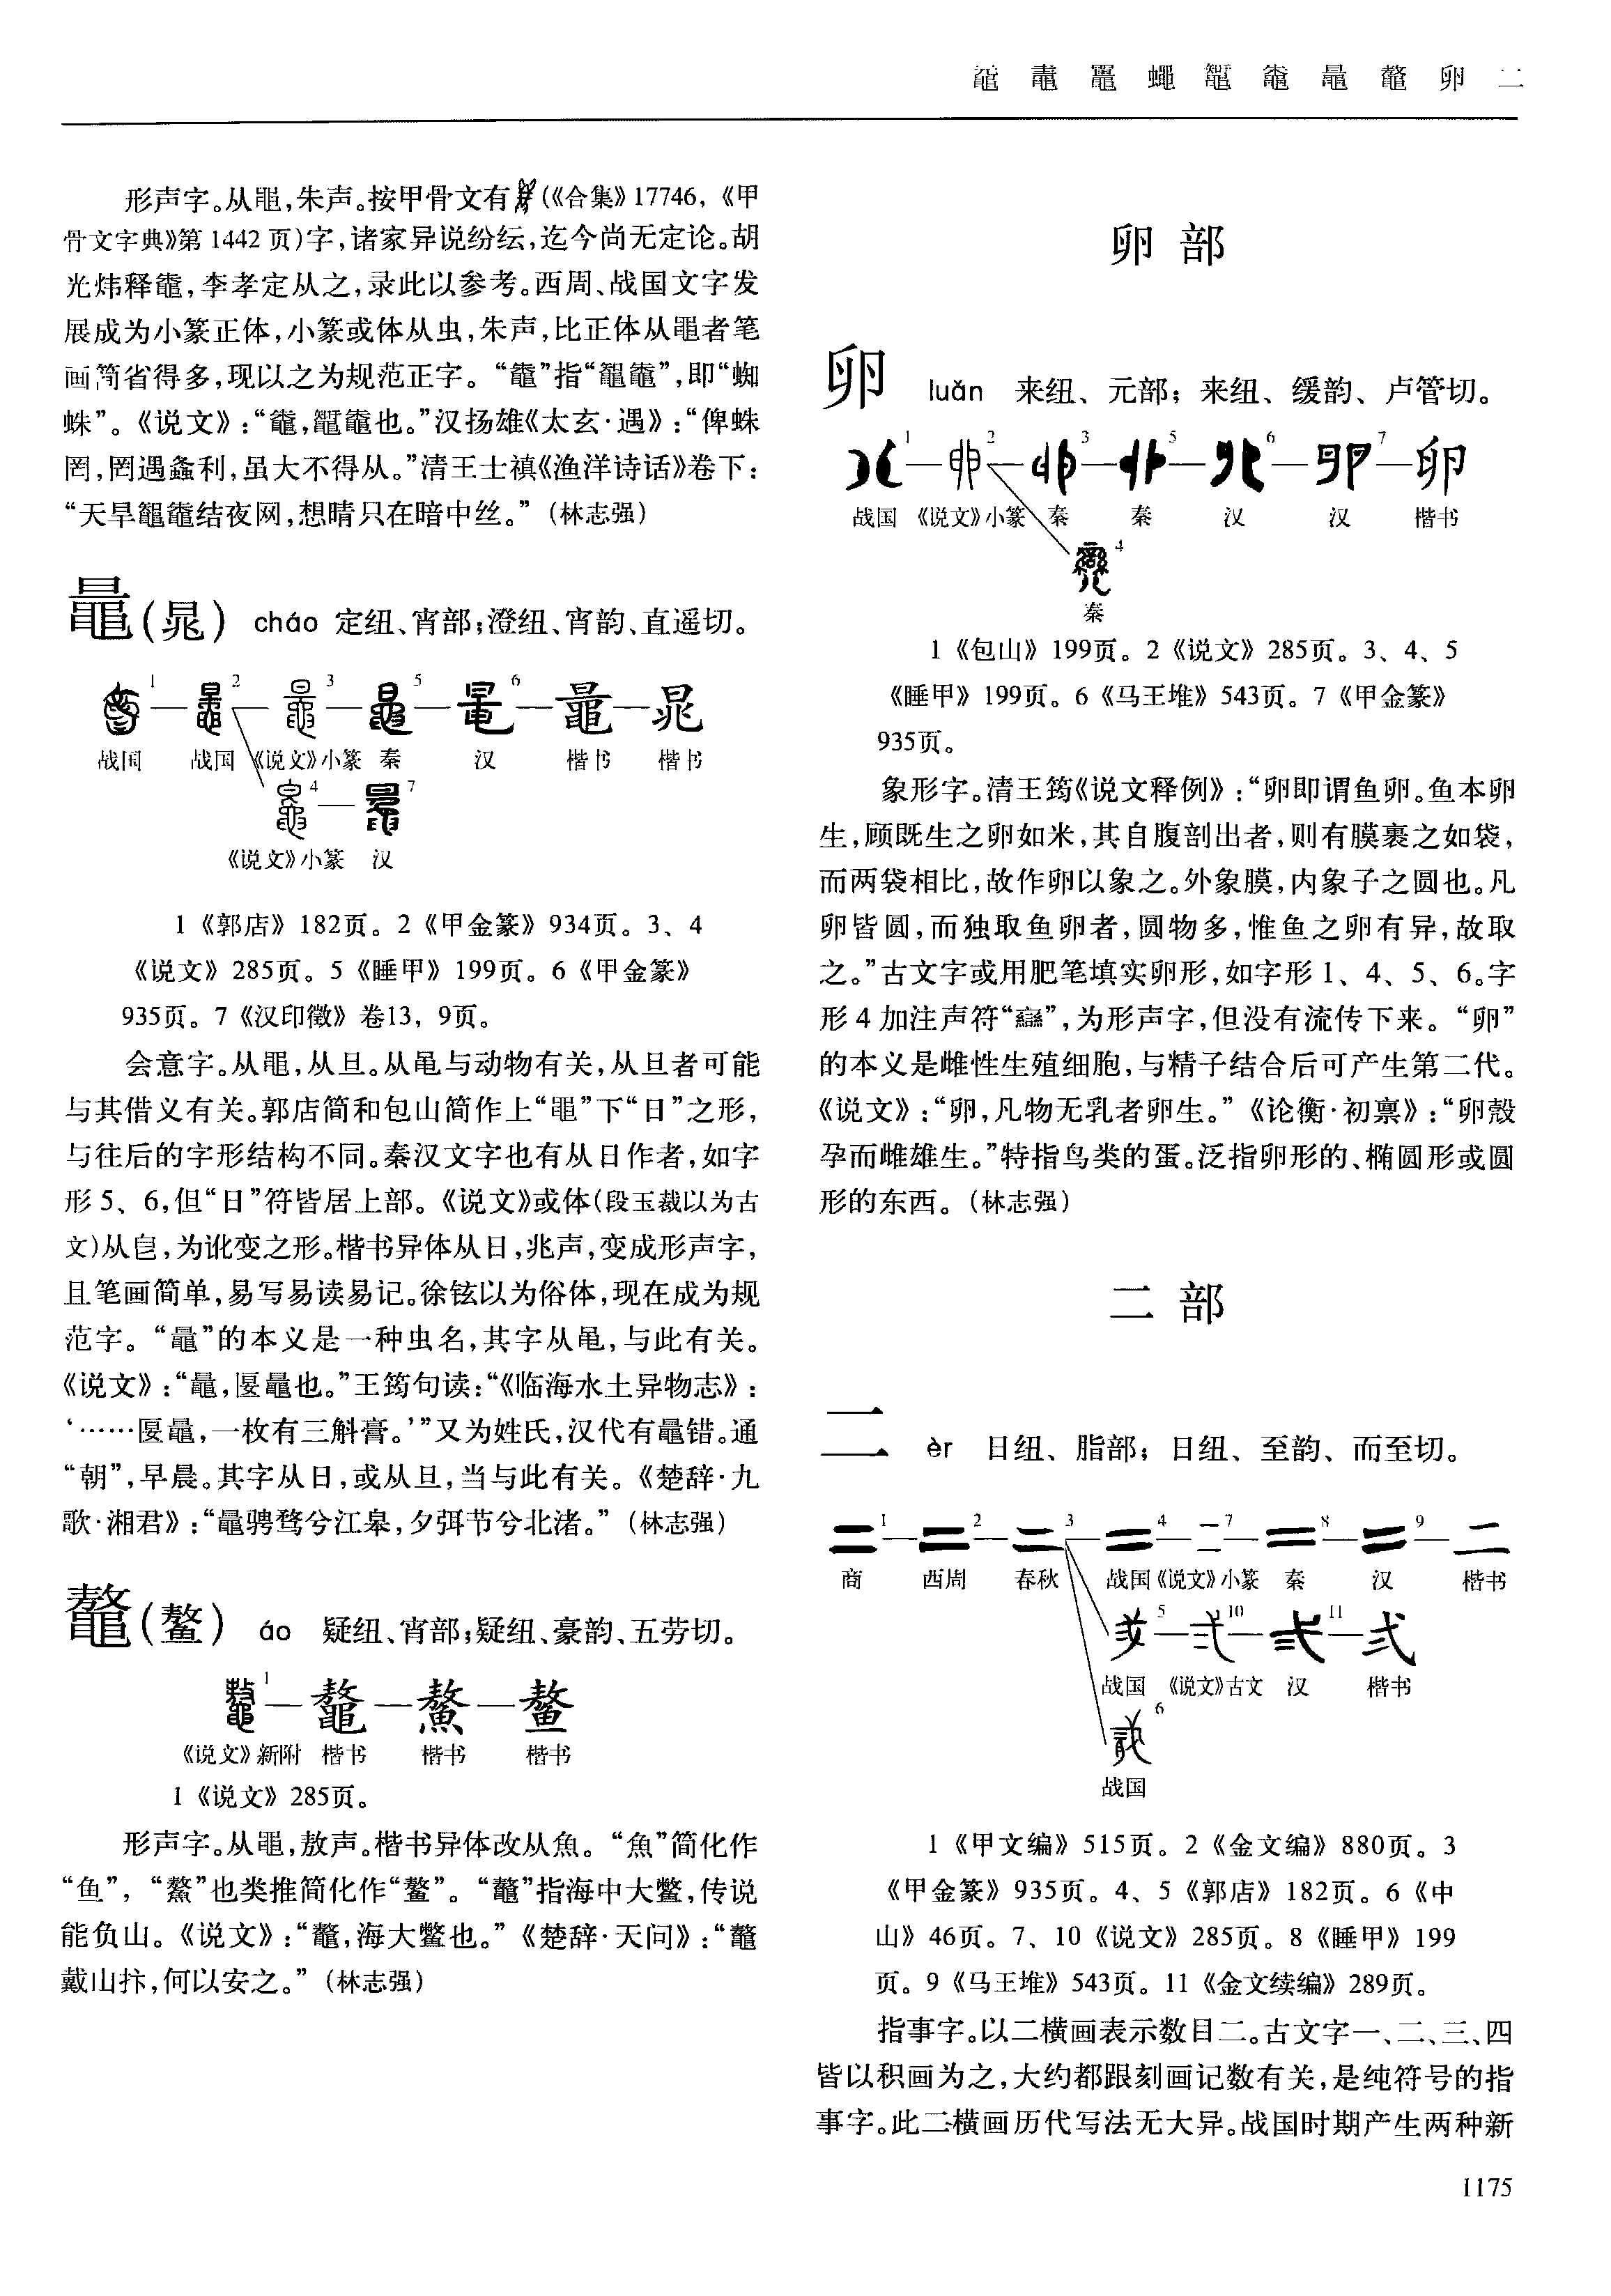 卵 二
形声字。从黽，朱声。按甲骨文有(《合集》17746，《甲
骨文字典》第 1442 页)字，诸家异说纷纭，迄今尚无定论。胡
光炜释鼄，李孝定从之，录此以参考。西周、战国文字发
展成为小篆正体，小篆或体从虫，朱声，比正体从黽者笔
画简省得多，现以之为规范正字。“鼄”指“鼅鼄”，即“蜘
蛛”。《说文》：“鼄，鼅鼄也。”汉扬雄《太玄·遇》：“俾蛛
罔，罔遇螽利，虽大不得从。”清王士禛《渔洋诗话》卷下：
“天旱鼅鼄结夜网，想晴只在暗中丝。”（林志强）
鼂(晁) cháo 定纽、宵部；澄纽、宵韵、直遥切。
1 2 3 5 6 鼂 晁
战国 战国 《说文》小篆 秦 汉 楷书 楷书
4 7
《说文》小篆 汉
1《郭店》182页。2《甲金篆》934页。3、4
《说文》285页。5《睡甲》199页。6《甲金篆》
935页。7《汉印徵》卷13，9页。
会意字。从黽，从旦。从黾与动物有关，从旦者可能
与其借义有关。郭店简和包山简作上“黽”下“日”之形，
与往后的字形结构不同。秦汉文字也有从日作者，如字
形 5、6，但“日”符皆居上部。《说文》或体(段玉裁以为古
文)从皀，为讹变之形。楷书异体从日，兆声，变成形声字，
且笔画简单，易写易读易记。徐铉以为俗体，现在成为规
范字。“鼂”的本义是一种虫名，其字从黾，与此有关。
《说文》：“鼂，匽鼂也。”王筠句读：“《临海水土异物志》：
‘……匽鼂，一枚有三斛膏。’”又为姓氏，汉代有鼂错。通
“朝”，早晨。其字从日，或从旦，当与此有关。《楚辞·九
歌·湘君》：“鼂骋骛兮江皋，夕弭节兮北渚。”（林志强）
鼇(鳌) áo 疑纽、宵部；疑纽、豪韵、五劳切。
1 鼇 鰲 鳌
《说文》新附 楷书 楷书 楷书
1《说文》285页。
形声字。从黽，敖声。楷书异体改从魚。“魚”简化作
“鱼”，“鰲”也类推简化作“鳌”。“鼇”指海中大鳖，传说
能负山。《说文》：“鼇，海大鳖也。”《楚辞·天问》：“鼇
戴山抃，何以安之。”（林志强）
卵 部
卵 luǎn 来纽、元部；来纽、缓韵、卢管切。
1 2 3 5 6 7 卵
战国 《说文》小篆 秦 秦 汉 汉 楷书
4
秦
1《包山》199页。2《说文》285页。3、4、5
《睡甲》199页。6《马王堆》543页。7《甲金篆》
935页。
象形字。清王筠《说文释例》：“卵即谓鱼卵。鱼本卵
生，顾既生之卵如米，其自腹剖出者，则有膜裹之如袋，
而两袋相比，故作卵以象之。外象膜，内象子之圆也。凡
卵皆圆，而独取鱼卵者，圆物多，惟鱼之卵有异，故取
之。”古文字或用肥笔填实卵形，如字形 1、4、5、6。字
形 4 加注声符“䜌”，为形声字，但没有流传下来。“卵”
的本义是雌性生殖细胞，与精子结合后可产生第二代。
《说文》：“卵，凡物无乳者卵生。”《论衡·初禀》：“卵殻
孕而雌雄生。”特指鸟类的蛋。泛指卵形的、椭圆形或圆
形的东西。（林志强）
二 部
二 èr 日纽、脂部；日纽、至韵、而至切。
1 2 3 4 7 8 9 二
商 西周 春秋 战国 《说文》小篆 秦 汉 楷书
5 10 11 弍
战国 《说文》古文 汉 楷书
6
战国
1《甲文编》515页。2《金文编》880页。3
《甲金篆》935页。4、5《郭店》182页。6《中
山》46页。7、10《说文》285页。8《睡甲》199
页。9《马王堆》543页。11《金文续编》289页。
指事字。以二横画表示数目二。古文字一、二、三、四
皆以积画为之，大约都跟刻画记数有关，是纯符号的指
事字。此二横画历代写法无大异。战国时期产生两种新
1175